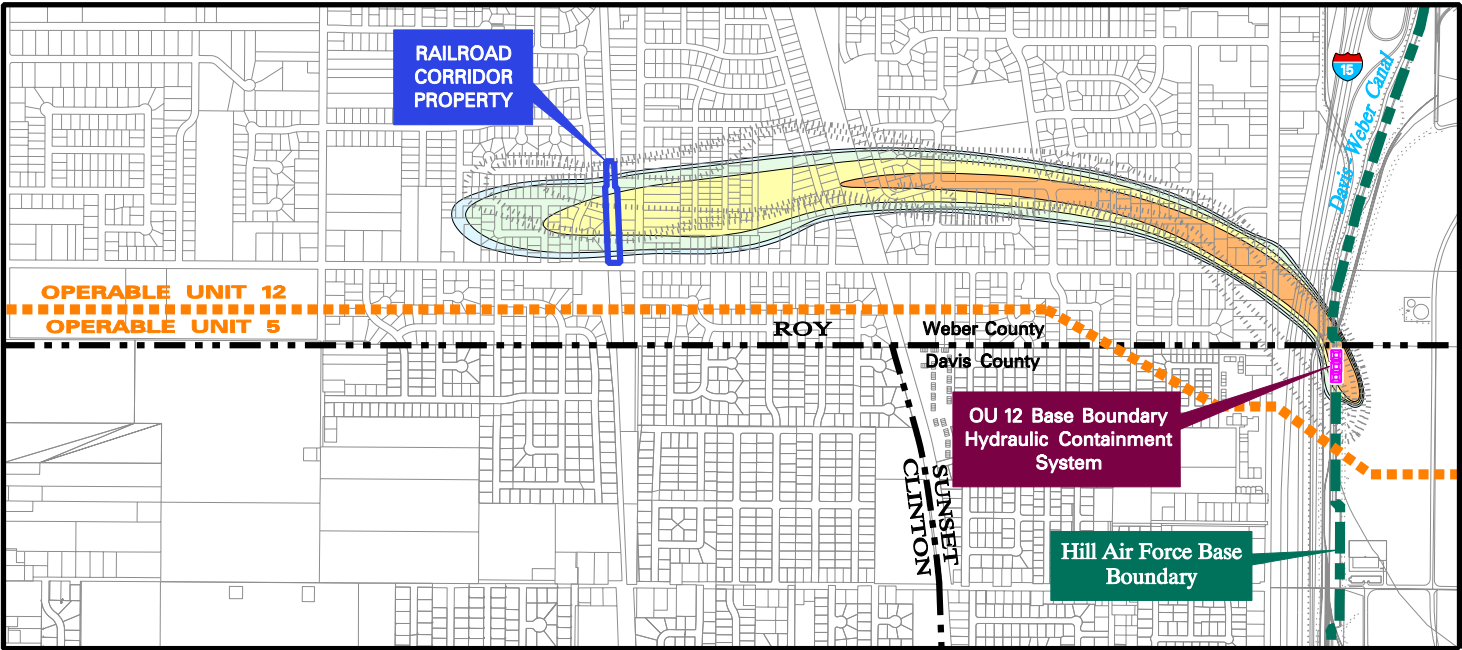 RAILROAD
CORRIDOR
PROPERTY
15
Davis-Weber Canal
OPERABLE UNIT 12
OPERABLE UNIT 5
ROY
Weber County
Davis County
OU 12 Base Boundary
Hydraulic Containment
System
CLINTON
SUNSET
Hill Air Force Base
Boundary